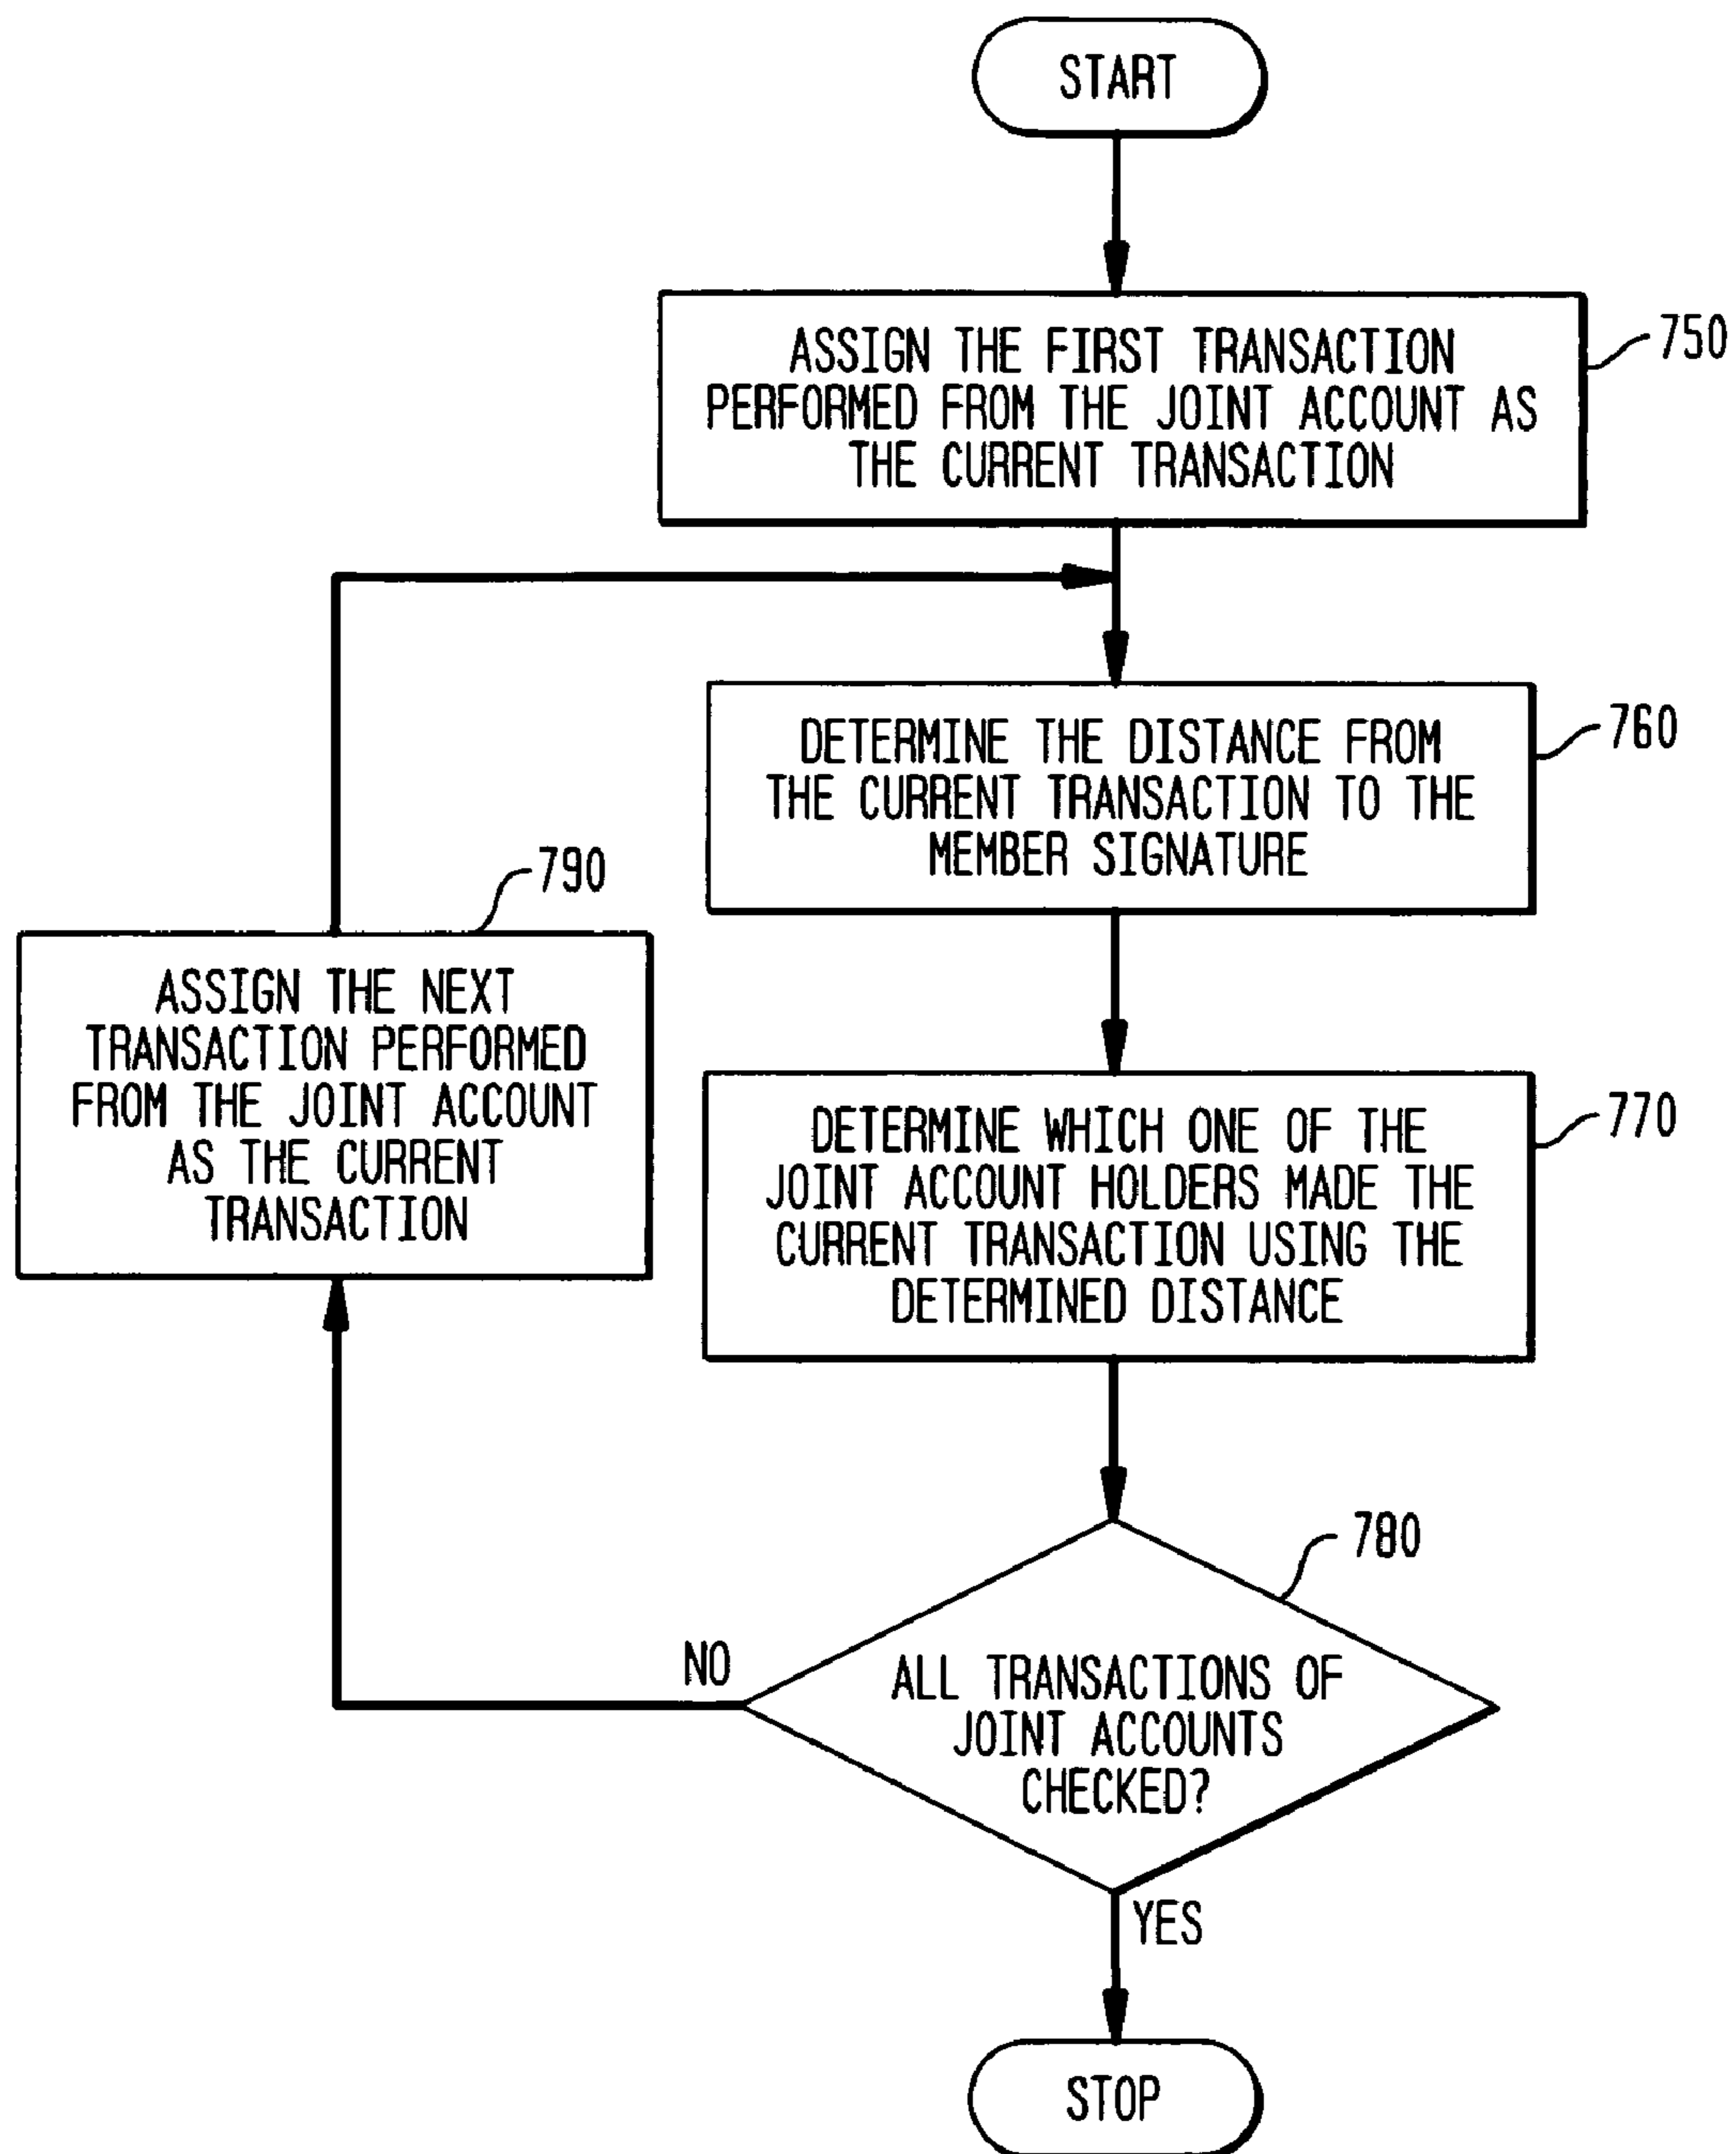 START
ASSIGN THE FIRST TRANSACTION
PERFORMED FROM THE JOINT ACCOUNT AS
THE CURRENT TRANSACTION
750
DETERMINE THE DISTANCE FROM
THE CURRENT TRANSACTION TO THE
MEMBER SIGNATURE
760
790
ASSIGN THE NEXT
TRANSACTION PERFORMED
FROM THE JOINT ACCOUNT
AS THE CURRENT
TRANSACTION
DETERMINE WHICH ONE OF THE
JOINT ACCOUNT HOLDERS MADE THE
CURRENT TRANSACTION USING THE
DETERMINED DISTANCE
770
780
NO
ALL TRANSACTIONS OF
JOINT ACCOUNTS
CHECKED?
YES
STOP